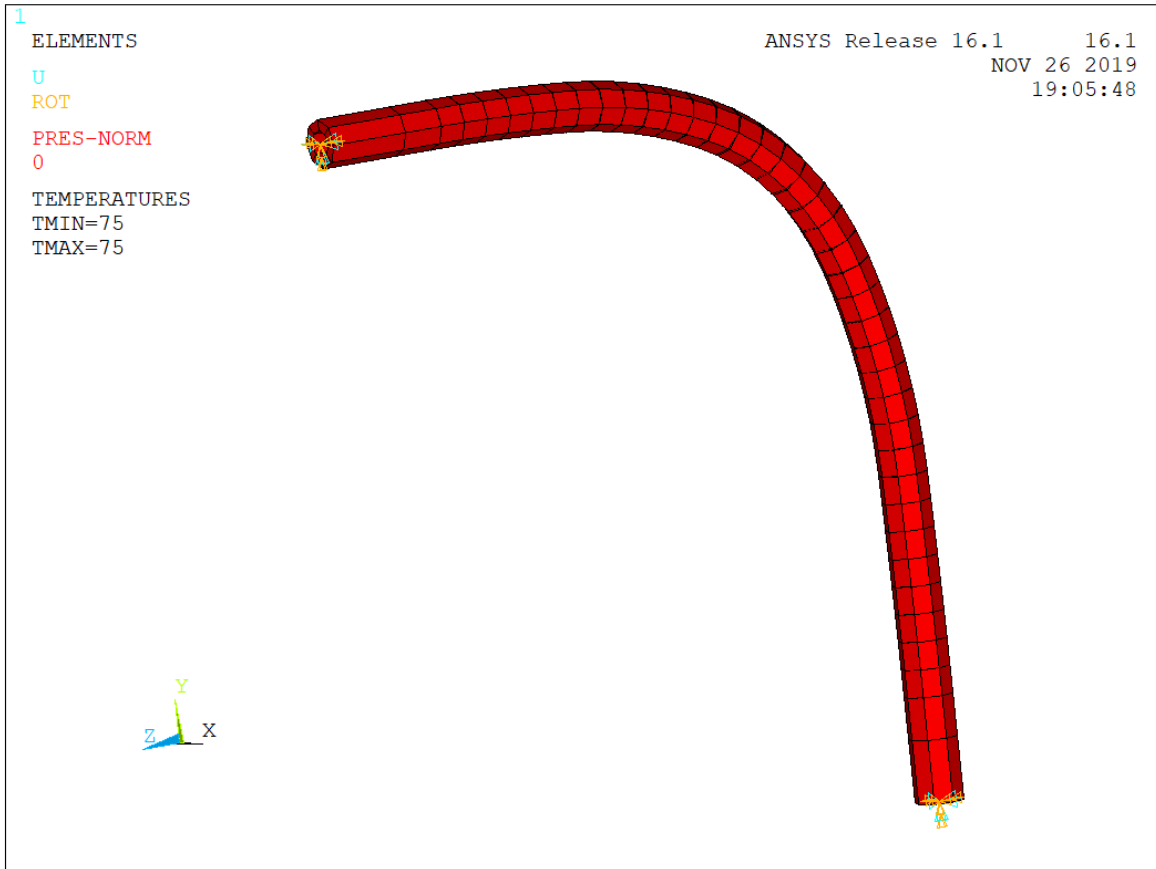 1
ELEMENTS
U
ROT
PRES-NORM
0
TEMPERATURES
TMIN=75
TMAX=75
ANSYS Release 16.1 16.1
NOV 26 2019
19:05:48
Y
Z
X